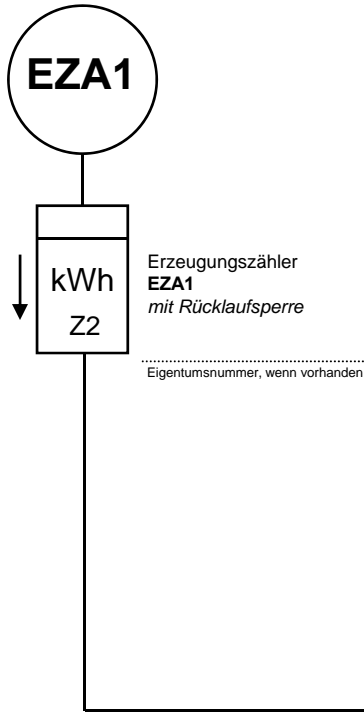 EZA1
kWh
Z2
Erzeugungszähler
EZA1
mit Rücklaufsperre
Eigentumsnummer, wenn vorhanden